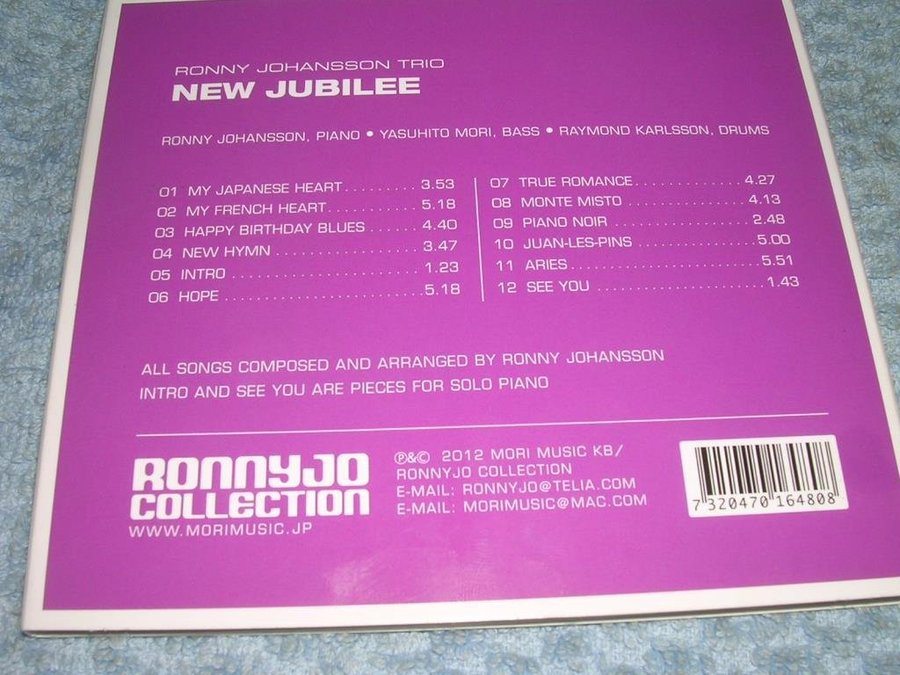 RONNY JOHANSSON TRIO
NEW JUBILEE
RONNY JOHANSSON, PIANO • YASUHITO MORI, BASS • RAYMOND KARLSSON, DRUMS
01 MY JAPANESE HEART......... 3.53
02 MY FRENCH HEART........... 5.18
03 HAPPY BIRTHDAY BLUES ...... 4.40
04 NEW HYMN .................. 3.47
05 INTRO ........................ 1.23
06 HOPE .........................5.18
07 TRUE ROMANCE.............. 4.27
08 MONTE MISTO ................ 4.13
09 PIANO NOIR .................. 2.48
10 JUAN-LES-PINS ............... 5.00
11 ARIES........................ 5.51
12 SEE YOU ...................... 1.43
ALL SONGS COMPOSED AND ARRANGED BY RONNY JOHANSSON
INTRO AND SEE YOU ARE PIECES FOR SOLO PIANO
RONNYJO
COLLECTION
WWW.MORIMUSIC.JP
℗&© 2012 MORI MUSIC KB/
RONNYJO COLLECTION
E-MAIL: RONNYJO@TELIA.COM
E-MAIL: MORIMUSIC@MAC.COM
7 320470 164808